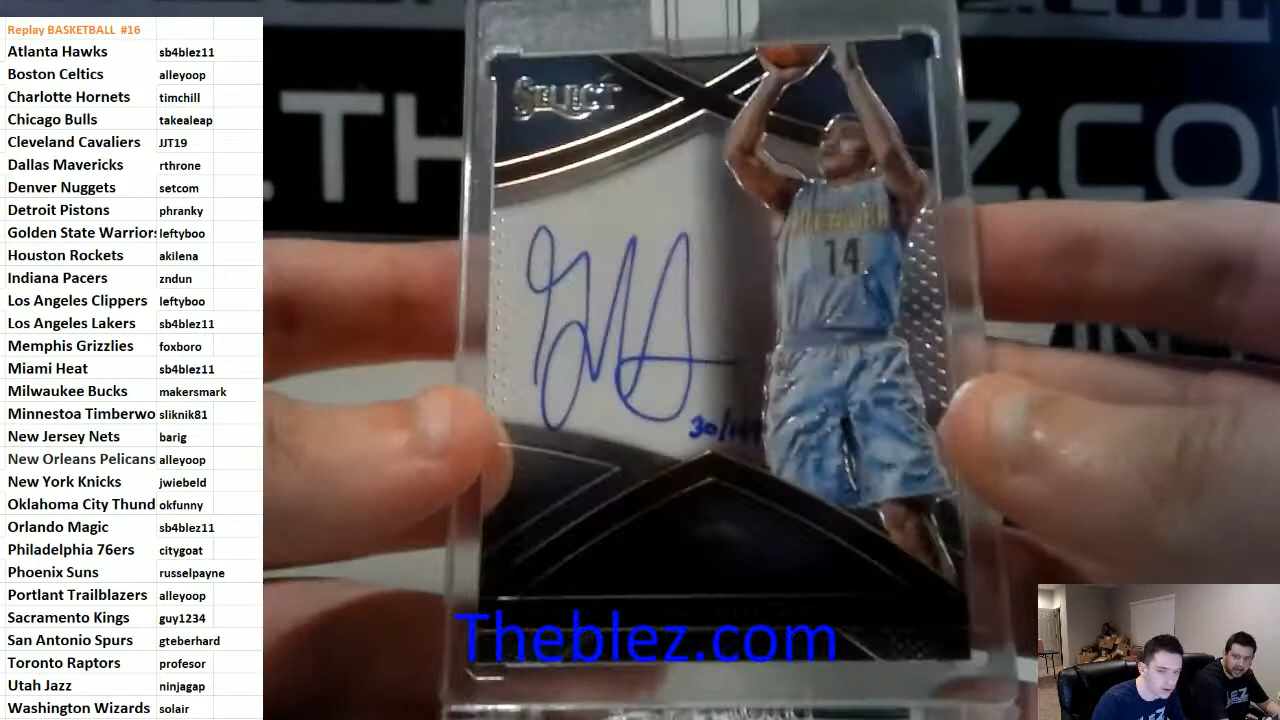 Replay BASKETBALL #16
Atlanta Hawks sb4blez11
Boston Celtics alleyoop
Charlotte Hornets timchill
Chicago Bulls takealeap
Cleveland Cavaliers JJT19
Dallas Mavericks rthrone
Denver Nuggets setcom
Detroit Pistons phranky
Golden State Warriors leftyboo
Houston Rockets akilena
Indiana Pacers zndun
Los Angeles Clippers leftyboo
Los Angeles Lakers sb4blez11
Memphis Grizzlies foxboro
Miami Heat sb4blez11
Milwaukee Bucks makersmark
Minnestoa Timberwo sliknik81
New Jersey Nets barig
New Orleans Pelicans alleyoop
New York Knicks jwiebeld
Oklahoma City Thund okfunny
Orlando Magic sb4blez11
Philadelphia 76ers citygoat
Phoenix Suns russelpayne
Portlant Trailblazers alleyoop
Sacramento Kings guy1234
San Antonio Spurs gteberhard
Toronto Raptors profesor
Utah Jazz ninjagap
Washington Wizards solair
SELECT
14
Theblez.com